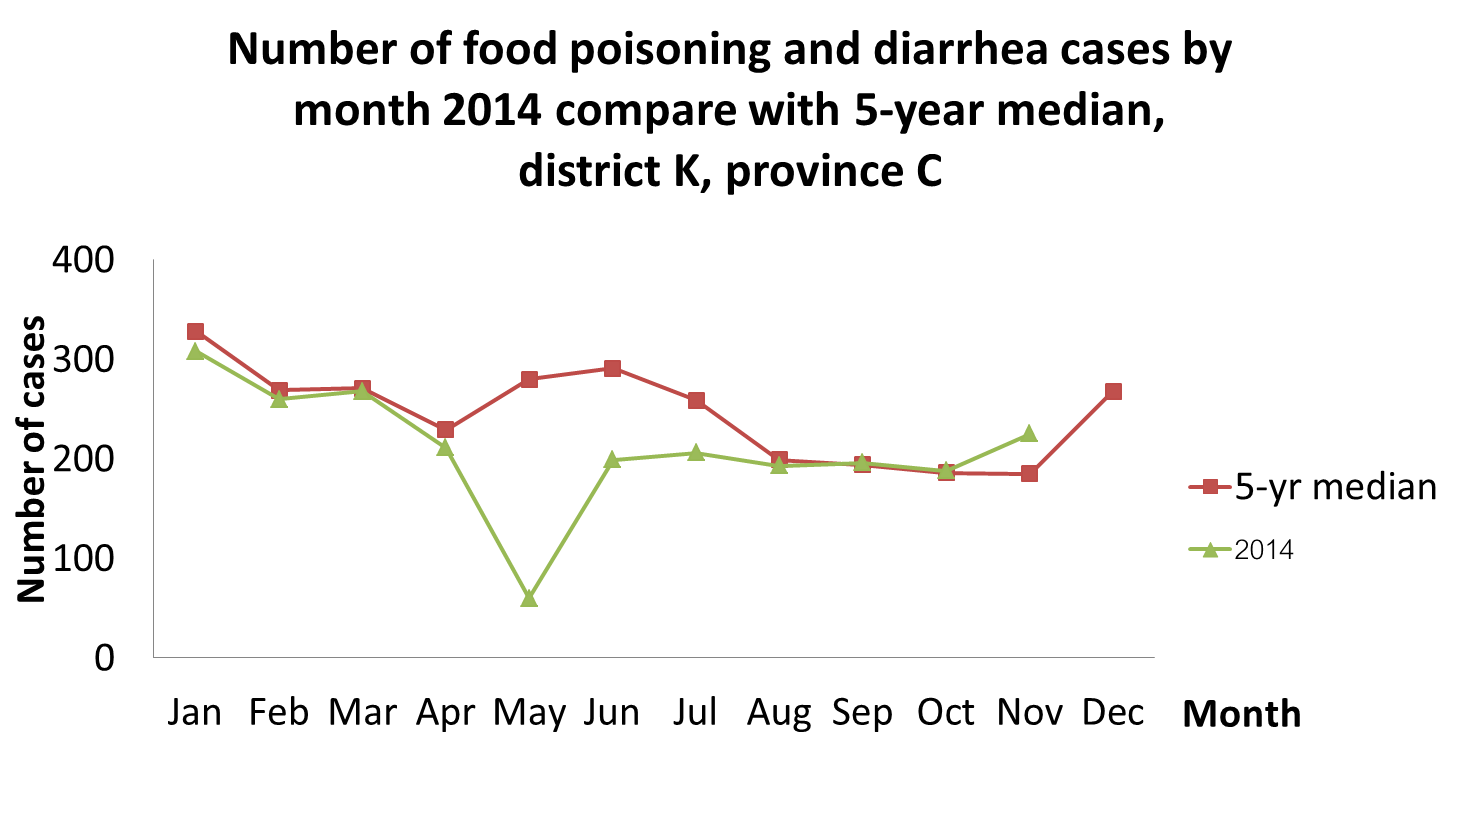 Number of food poisoning and diarrhea cases by
month 2014 compare with 5-year median,
district K, province C
Number of cases
400
300
200
100
0
Jan Feb Mar Apr May Jun Jul Aug Sep Oct Nov Dec
Month
5-yr median
2014